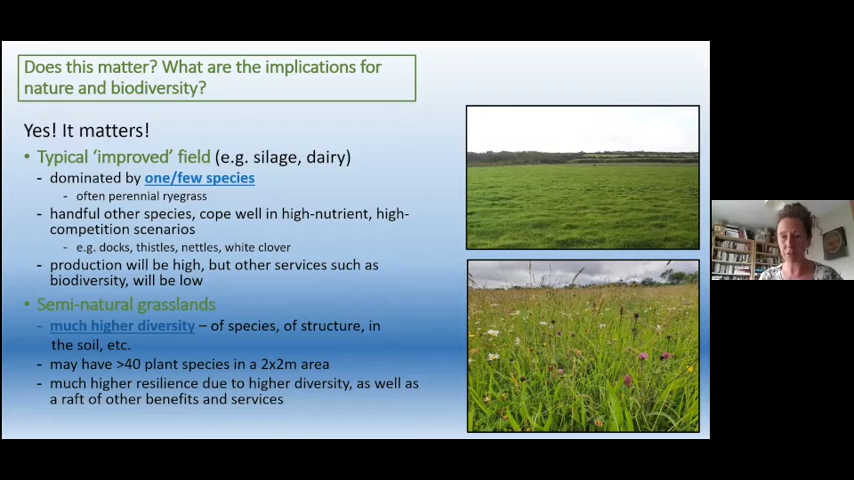 Does this matter? What are the implications for
nature and biodiversity?
Yes! It matters!
• Typical ‘improved’ field (e.g. silage, dairy)
- dominated by one/few species
- often perennial ryegrass
- handful other species, cope well in high-nutrient, high-
competition scenarios
- e.g. docks, thistles, nettles, white clover
- production will be high, but other services such as
biodiversity, will be low
• Semi-natural grasslands
- much higher diversity – of species, of structure, in
the soil, etc.
- may have >40 plant species in a 2x2m area
- much higher resilience due to higher diversity, as well as
a raft of other benefits and services